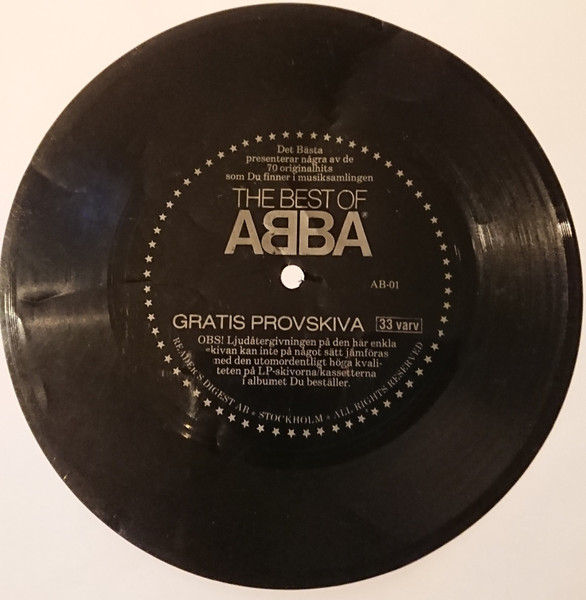 Det Bästa
presenterar några av de
70 originalhits
som Du finner i musiksamlingen
THE BEST OF
ABBA®
AB-01
GRATIS PROVSKIVA 33 varv
OBS! Ljudåtergivningen på den här enkla
skivan kan inte på något sätt jämföras
med den utomordentligt höga kvali-
teten på LP-skivorna/kassetterna
i albumet Du beställer.
READER'S DIGEST AB • STOCKHOLM • ALL RIGHTS RESERVED